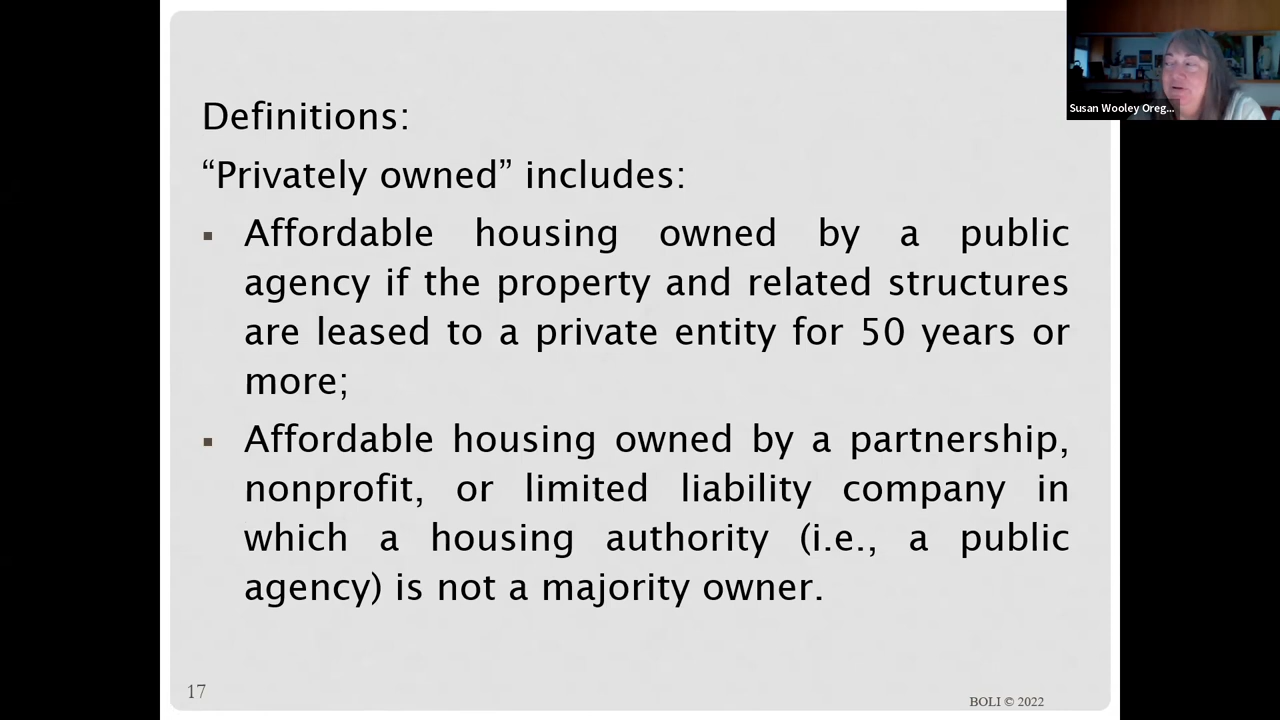 Susan Wooley Oreg...
Definitions:
“Privately owned” includes:
▪ Affordable housing owned by a public
agency if the property and related structures
are leased to a private entity for 50 years or
more;
▪ Affordable housing owned by a partnership,
nonprofit, or limited liability company in
which a housing authority (i.e., a public
agency) is not a majority owner.
17
BOLI © 2022